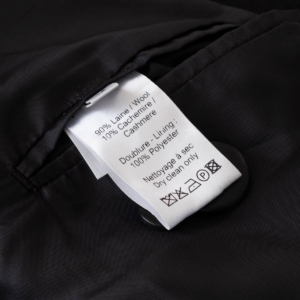 90% Laine / Wool
10% Cachemire /
Cashmere
Doublure - Lining :
100% Polyester
Nettoyage à sec
Dry clean only
P